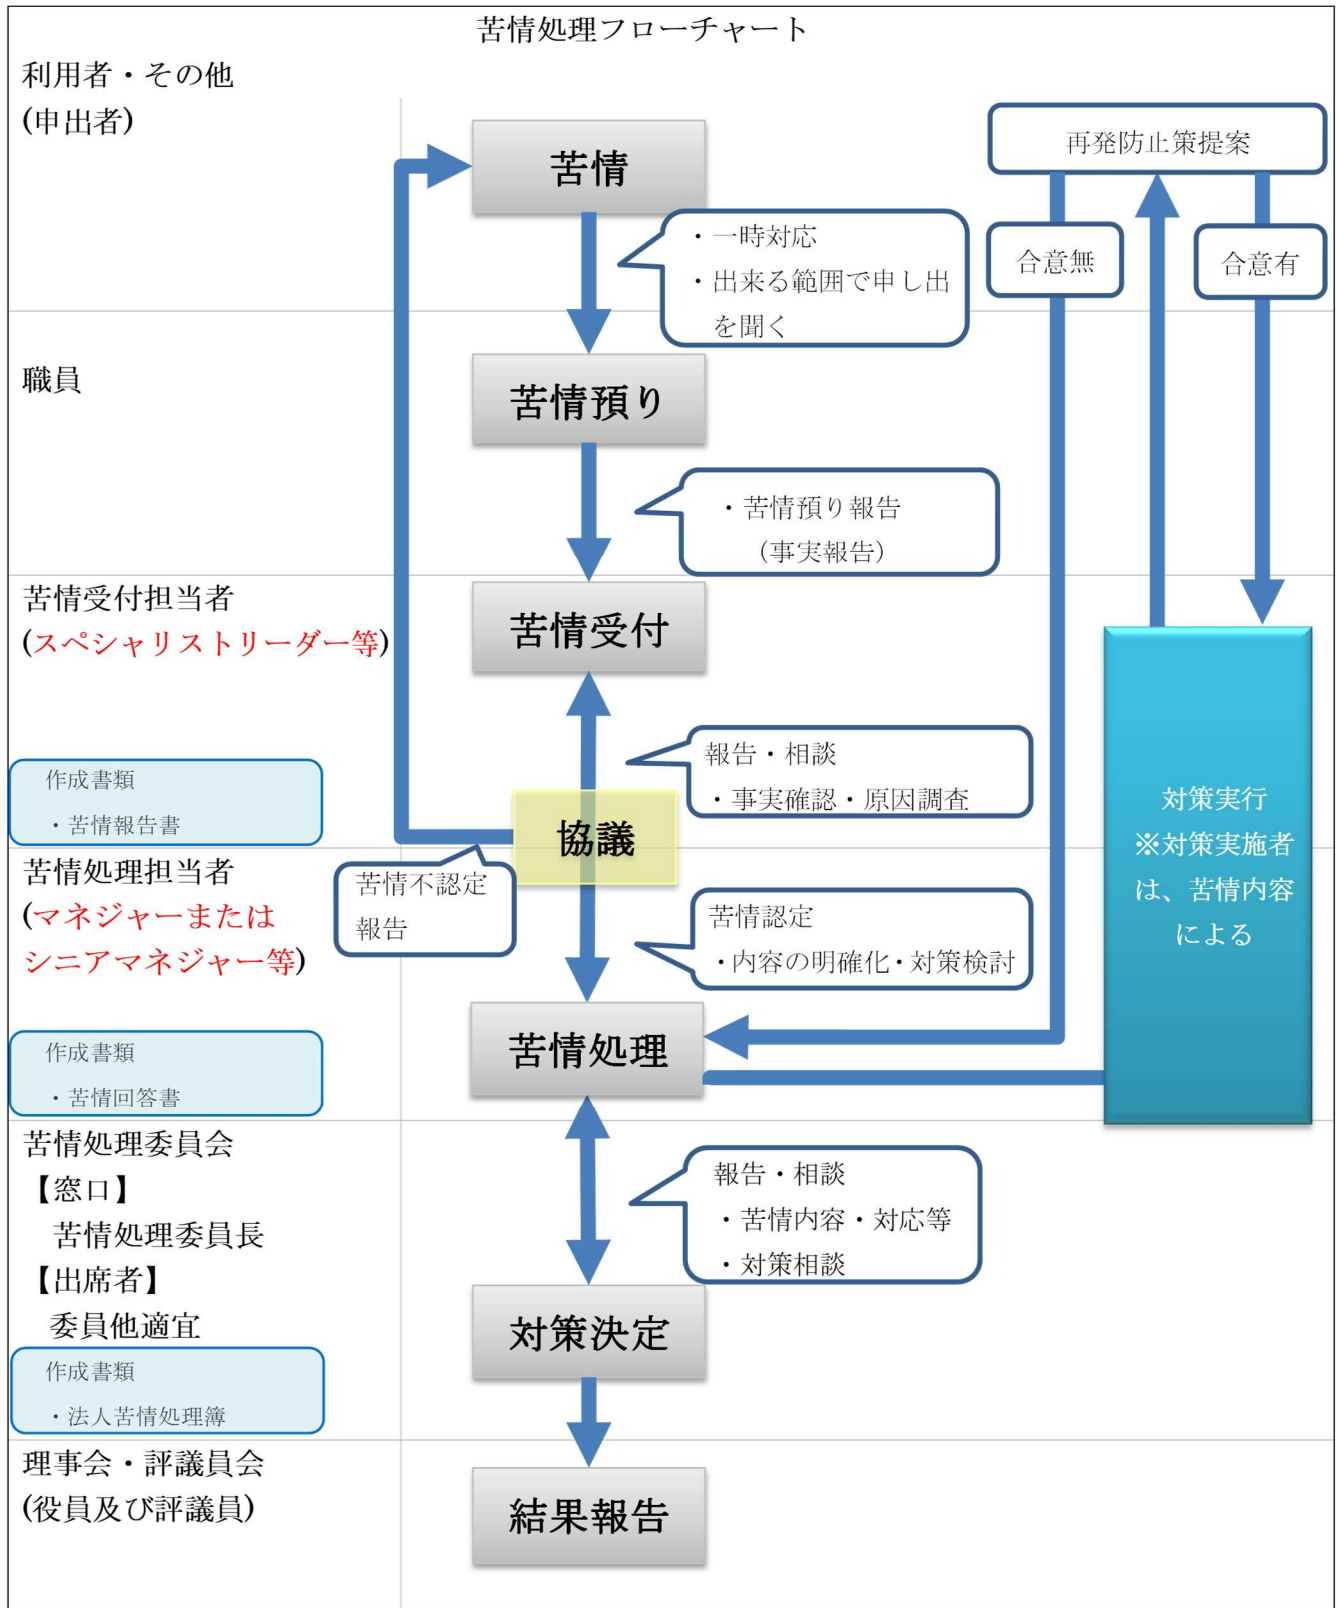 苦情処理フローチャート
利用者・その他
(申出者)
苦情
再発防止策提案
・一時対応
・出来る範囲で申し出
を聞く
合意無
合意有
職員
苦情預り
・苦情預り報告
（事実報告）
苦情受付担当者
(スペシャリストリーダー等)
苦情受付
報告・相談
・事実確認・原因調査
作成書類
・苦情報告書
協議
対策実行
※対策実施者
は、苦情内容
による
苦情処理担当者
(マネジャーまたは
シニアマネジャー等)
苦情不認定
報告
苦情認定
・内容の明確化・対策検討
苦情処理
作成書類
・苦情回答書
苦情処理委員会
【窓口】
苦情処理委員長
【出席者】
委員他適宜
報告・相談
・苦情内容・対応等
・対策相談
対策決定
作成書類
・法人苦情処理簿
理事会・評議員会
(役員及び評議員)
結果報告